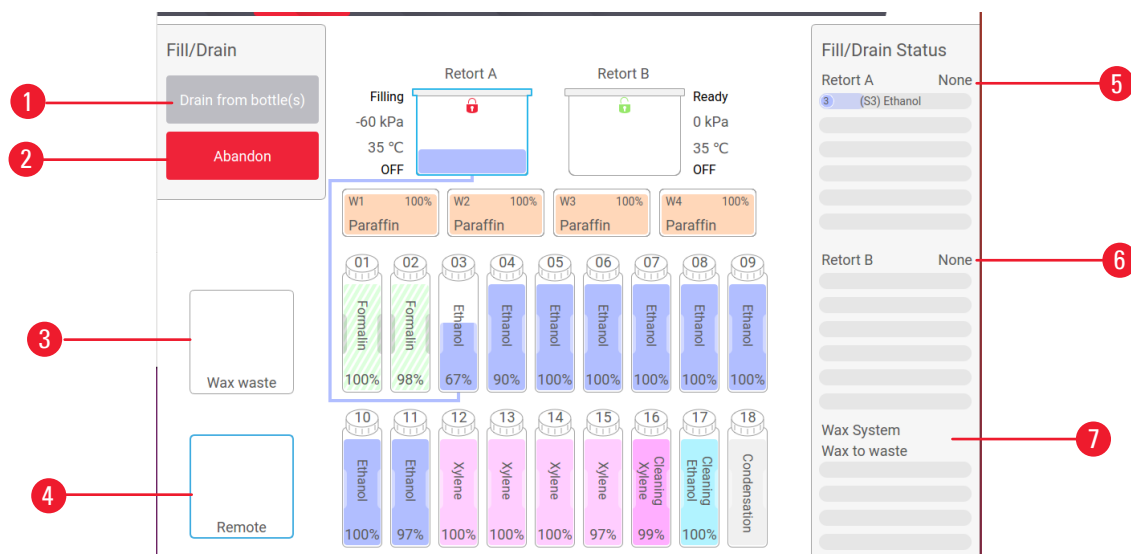 Fill/Drain
Drain from bottle(s)
Abandon
1
2
3
4
Wax waste
Remote
Retort A
Retort B
Filling
-60 kPa
35 °C
OFF
Ready
0 kPa
35 °C
OFF
W1 100%
Paraffin
W2 100%
Paraffin
W3 100%
Paraffin
W4 100%
Paraffin
01 02 03 04 05 06 07 08 09
Formalin
Formalin
Ethanol
Ethanol
Ethanol
Ethanol
Ethanol
Ethanol
Ethanol
100% 98% 67% 90% 100% 100% 100% 100% 100%
10 11 12 13 14 15 16 17 18
Ethanol
Ethanol
Xylene
Xylene
Xylene
Xylene
Cleaning
Xylene
Cleaning
Ethanol
Condensation
100% 97% 100% 100% 100% 97% 99% 100%
Fill/Drain Status
Retort A None
3 (S3) Ethanol
Retort B None
Wax System
Wax to waste
5
6
7